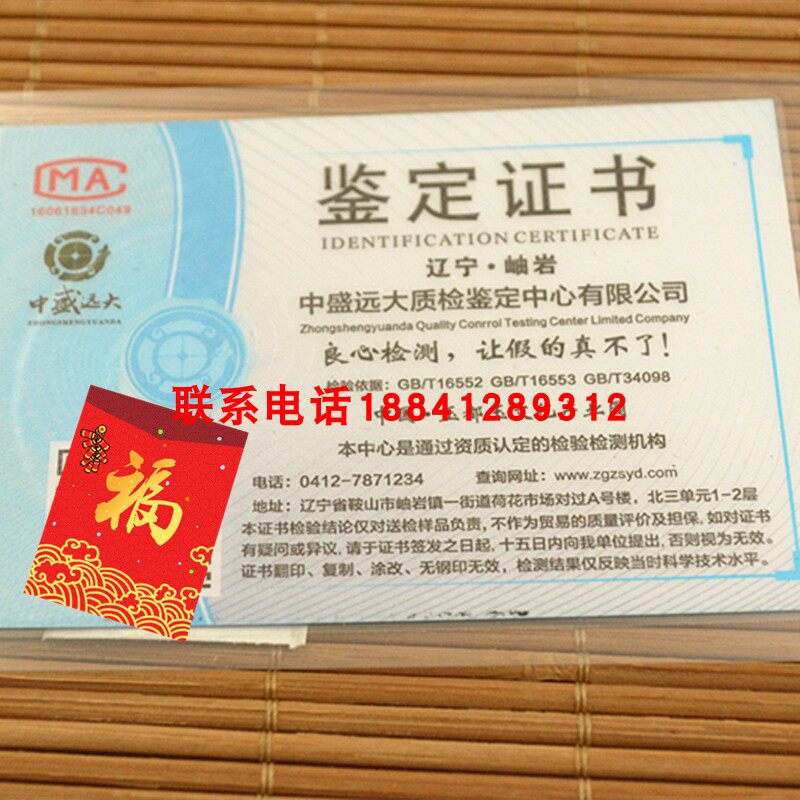 CMA
16061634C049
中盛远大
ZHONGSHENGYUANDA
鉴定证书
IDENTIFICATION CERTIFICATE
辽宁·岫岩
中盛远大质检鉴定中心有限公司
Zhongshengyuanda Quality Conrrol Testing Center Limited Company
良心检测，让假的真不了！
检验依据：GB/T16552 GB/T16553 GB/T34098
联系电话18841289312
本中心是通过资质认定的检验检测机构
电话：0412-7871234 查询网址：www.zgzsyd.com
地址：辽宁省鞍山市岫岩镇一街道荷花市场对过A号楼，北三单元1-2层
本证书检验结论仅对送检样品负责，不作为贸易的质量评价及担保，如对证书
有疑问或异议，请于证书签发之日起，十五日内向我单位提出，否则视为无效。
证书翻印、复制、涂改、无钢印无效，检测结果仅反映当时科学技术水平。
福